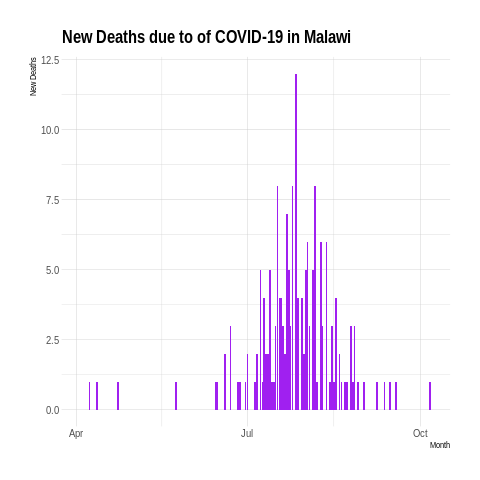 New Deaths due to of COVID-19 in Malawi
New Deaths
12.5
10.0
7.5
5.0
2.5
0.0
Apr
Jul
Oct
Month